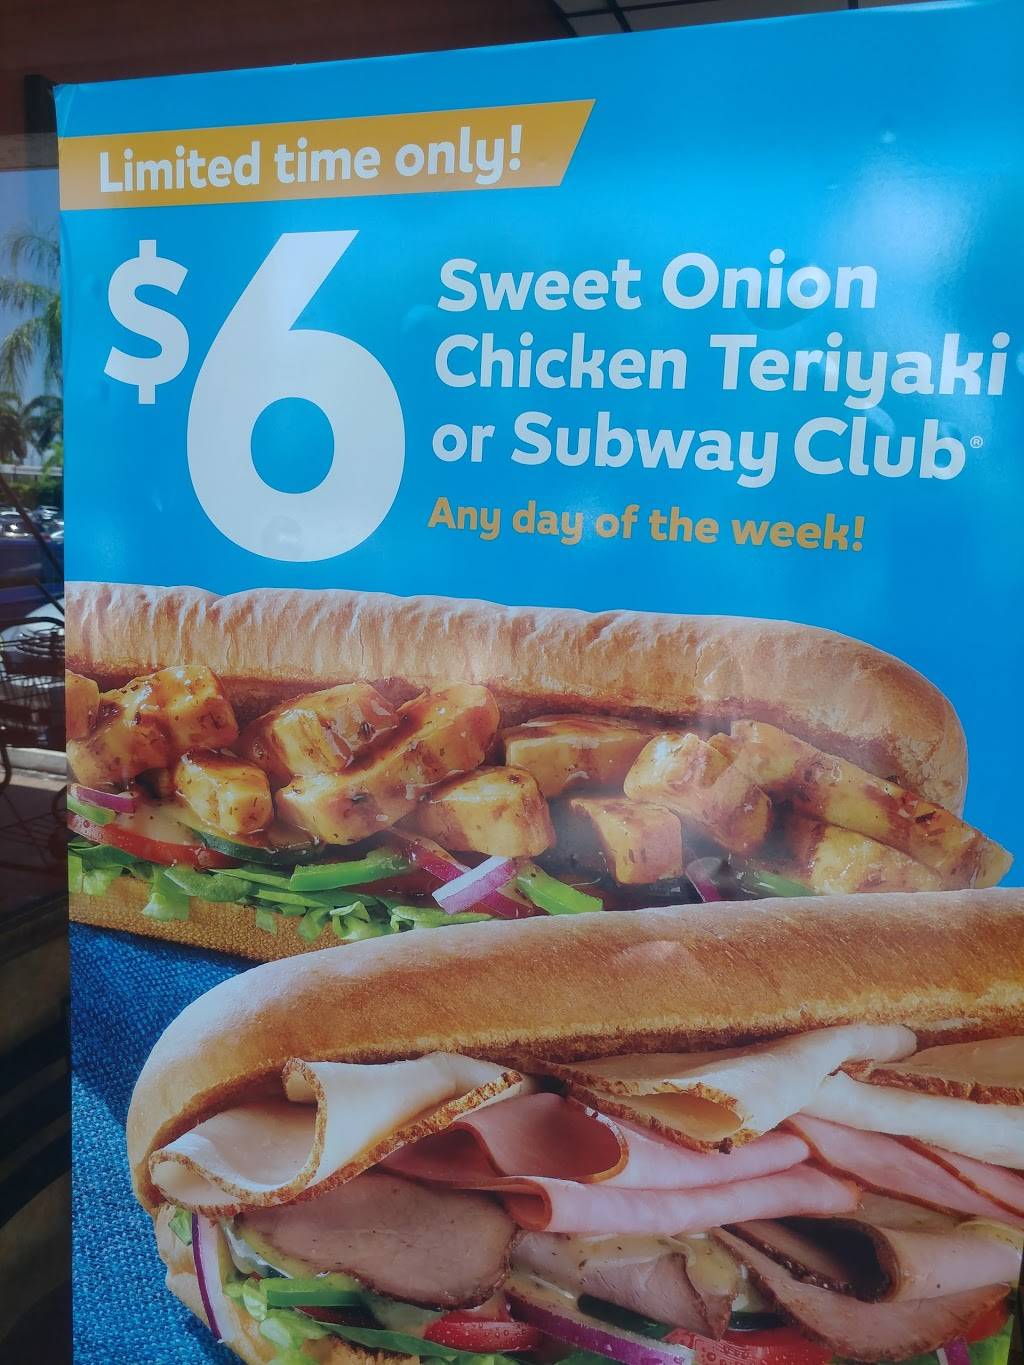 Limited time only!
$6
Sweet Onion
Chicken Teriyaki
or Subway Club®
Any day of the week!